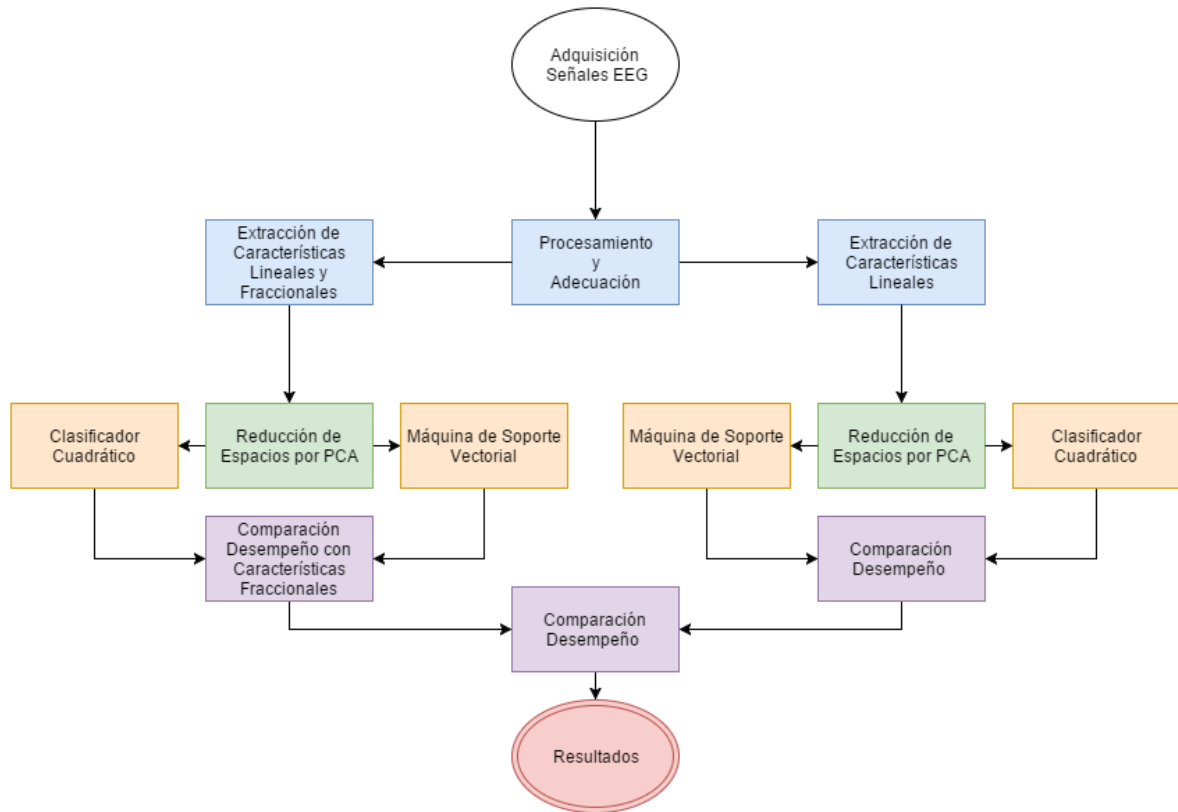 Adquisición
Señales EEG
Extracción de
Características
Lineales y
Fraccionales
Procesamiento
y
Adecuación
Extracción de
Características
Lineales
Clasificador
Cuadrático
Reducción de
Espacios por PCA
Máquina de Soporte
Vectorial
Máquina de Soporte
Vectorial
Reducción de
Espacios por PCA
Clasificador
Cuadrático
Comparación
Desempeño con
Características
Fraccionales
Comparación
Desempeño
Comparación
Desempeño
Resultados